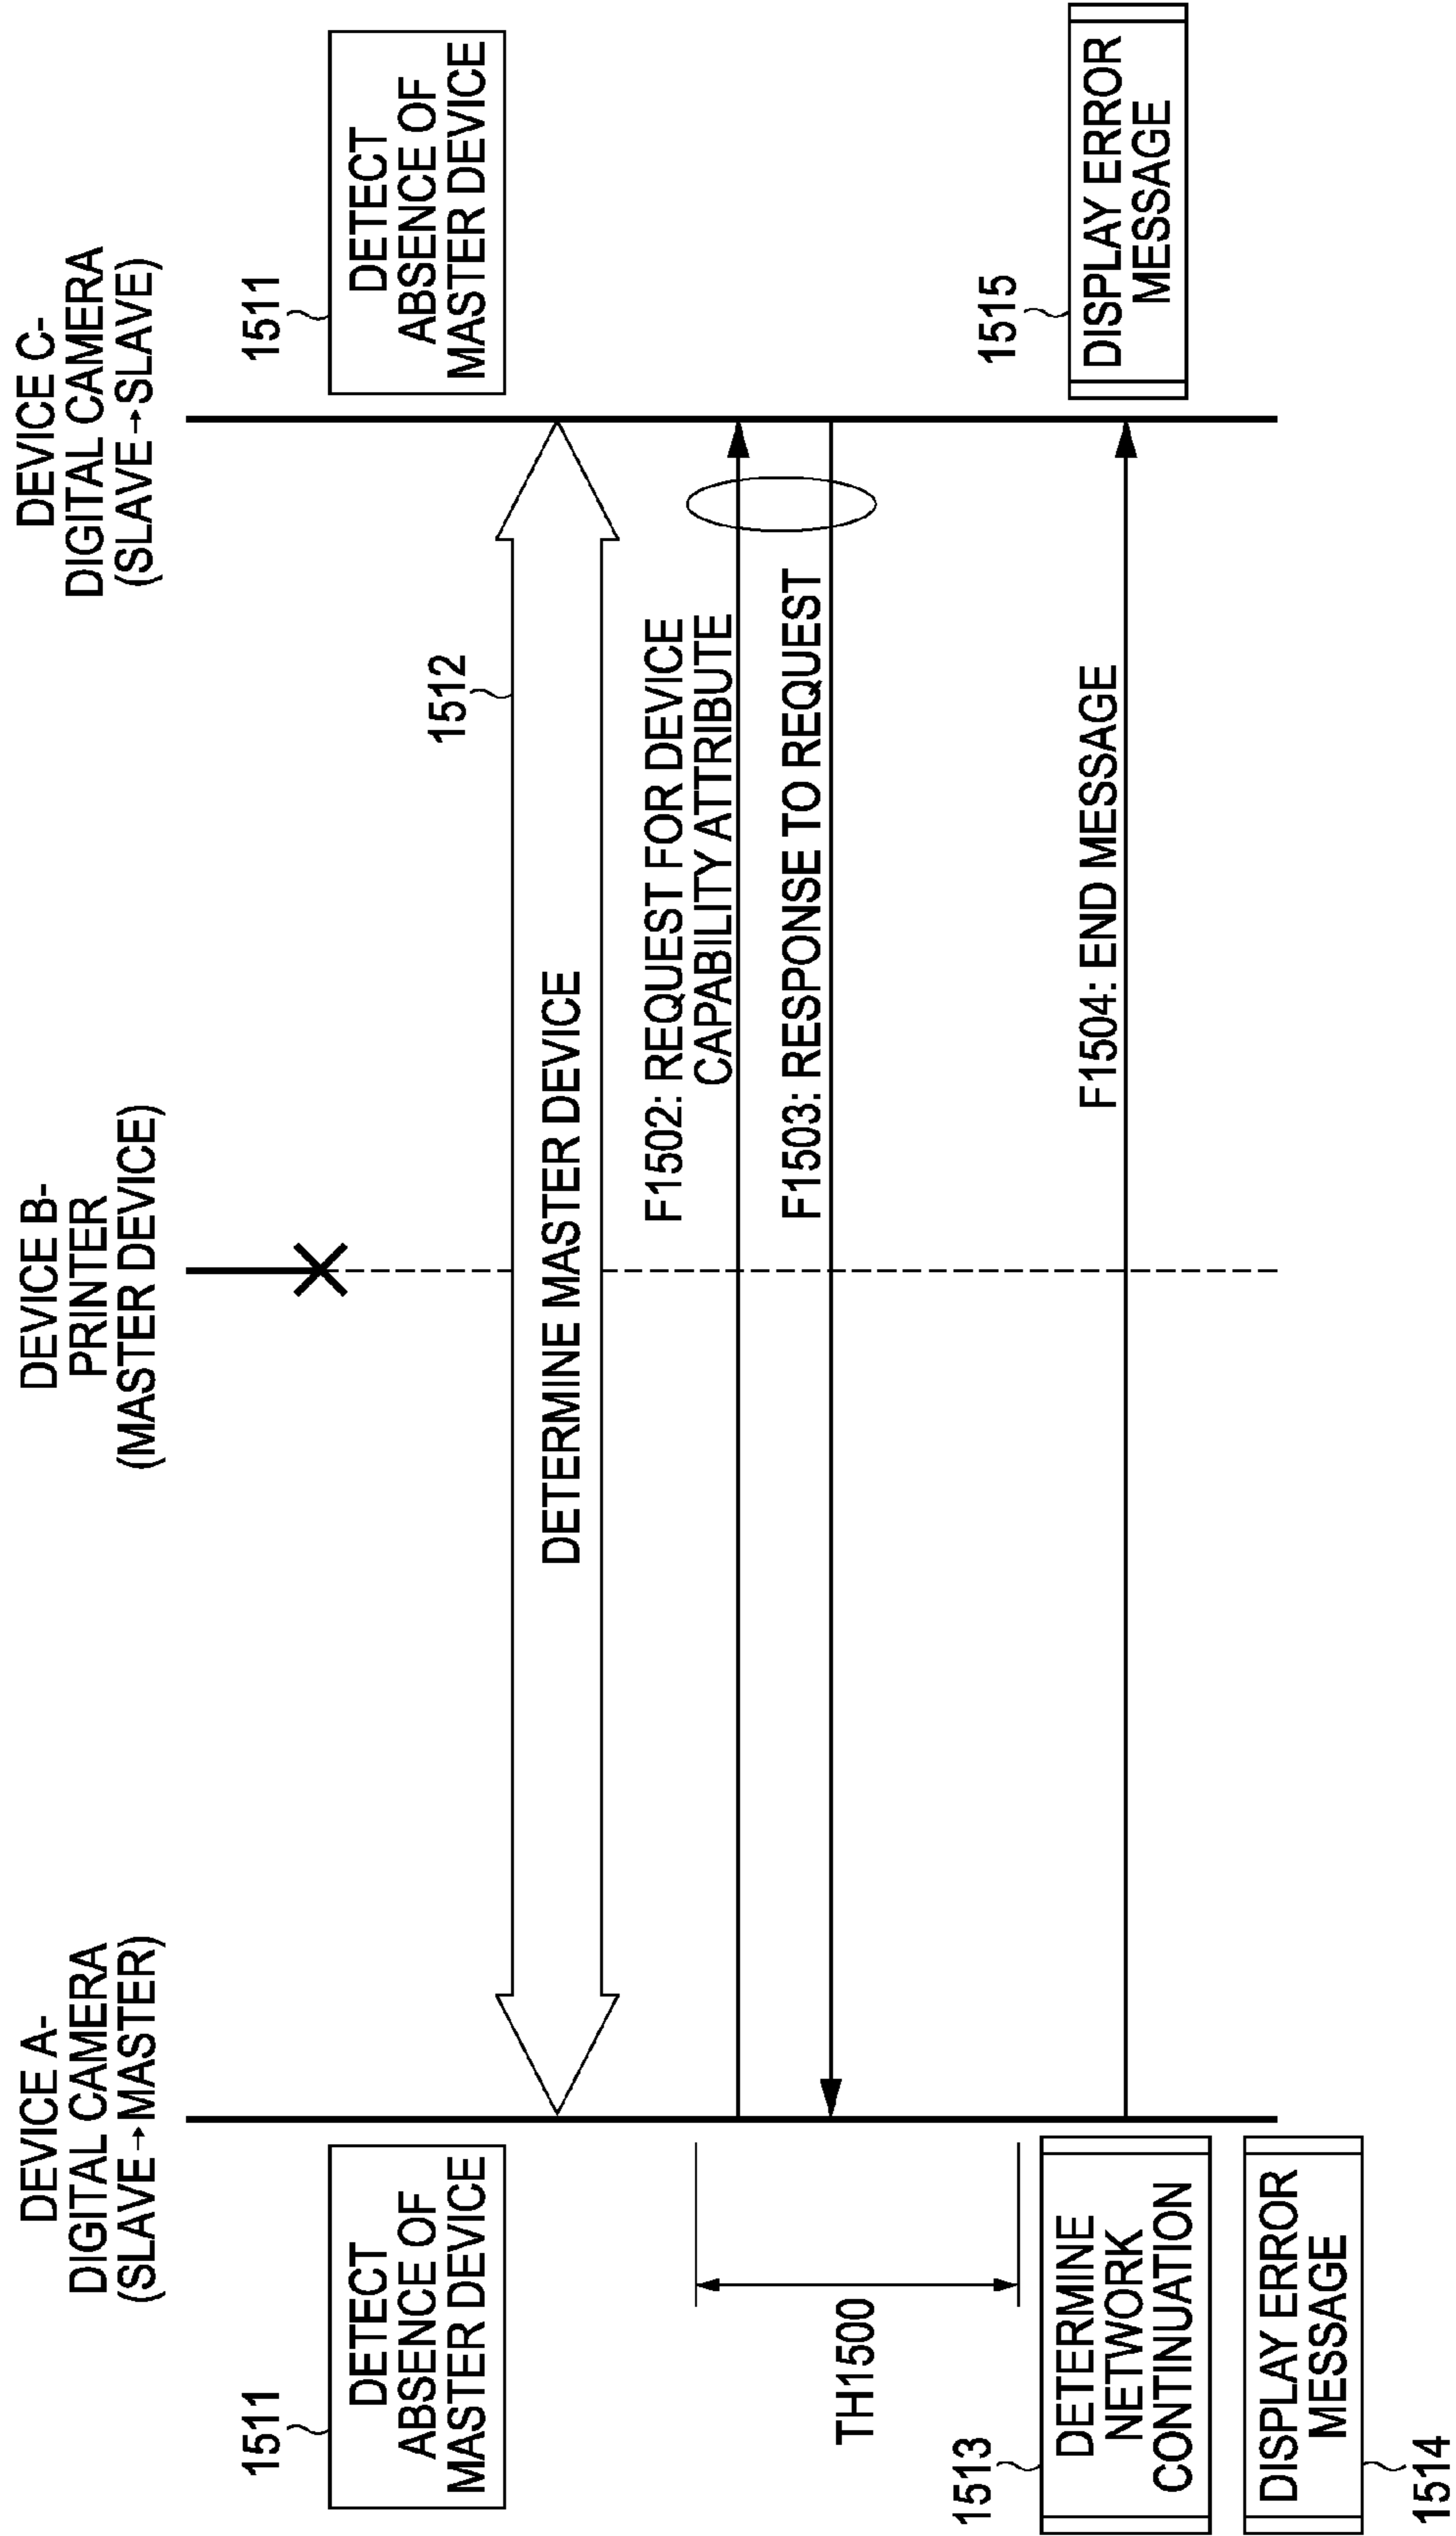 DEVICE A-
DIGITAL CAMERA
(SLAVE→MASTER)
DEVICE B-
PRINTER
(MASTER DEVICE)
DEVICE C-
DIGITAL CAMERA
(SLAVE→SLAVE)
1511
DETECT
ABSENCE OF
MASTER DEVICE
1511
DETECT
ABSENCE OF
MASTER DEVICE
1512
DETERMINE MASTER DEVICE
F1502: REQUEST FOR DEVICE
CAPABILITY ATTRIBUTE
F1503: RESPONSE TO REQUEST
TH1500
1513
DETERMINE
NETWORK
CONTINUATION
F1504: END MESSAGE
1515
DISPLAY ERROR
MESSAGE
DISPLAY ERROR
MESSAGE
1514